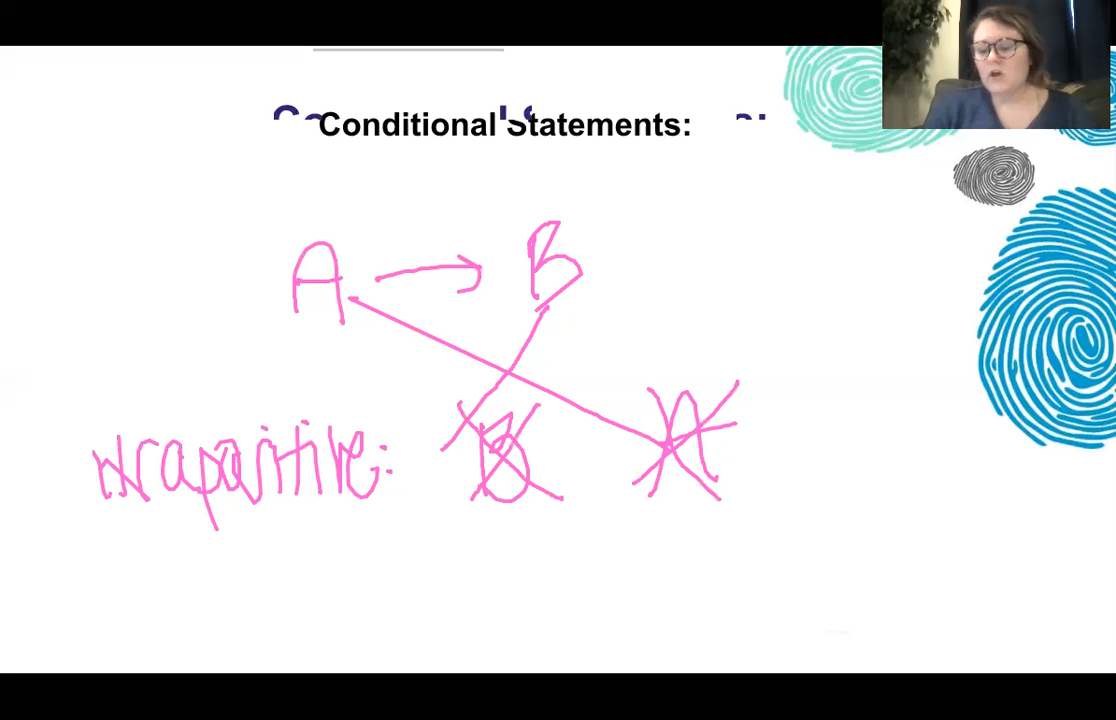 Conditional Statements:
A → B
B A